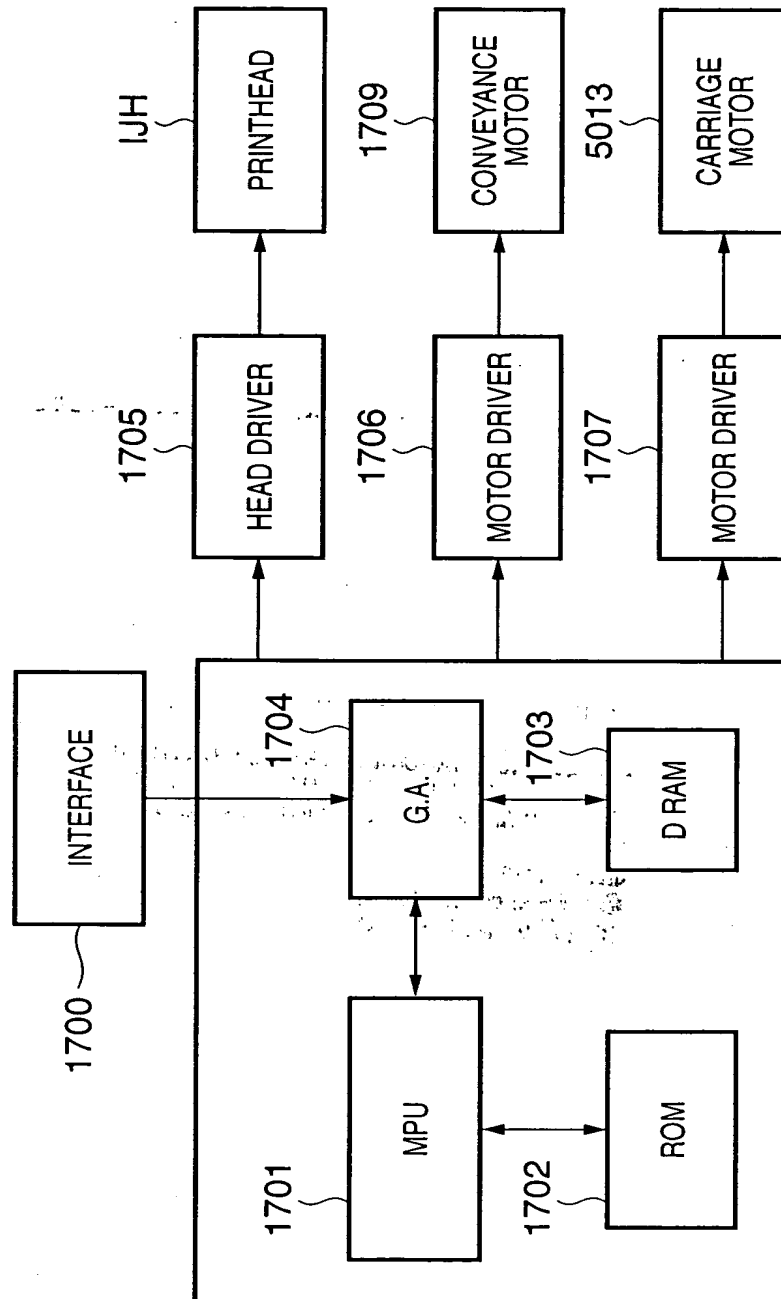 1700
INTERFACE
1701
MPU
1704
G.A.
1702
ROM
1703
D RAM
1705
HEAD DRIVER
IJH
PRINTHEAD
1706
MOTOR DRIVER
1709
CONVEYANCE
MOTOR
1707
MOTOR DRIVER
5013
CARRIAGE
MOTOR